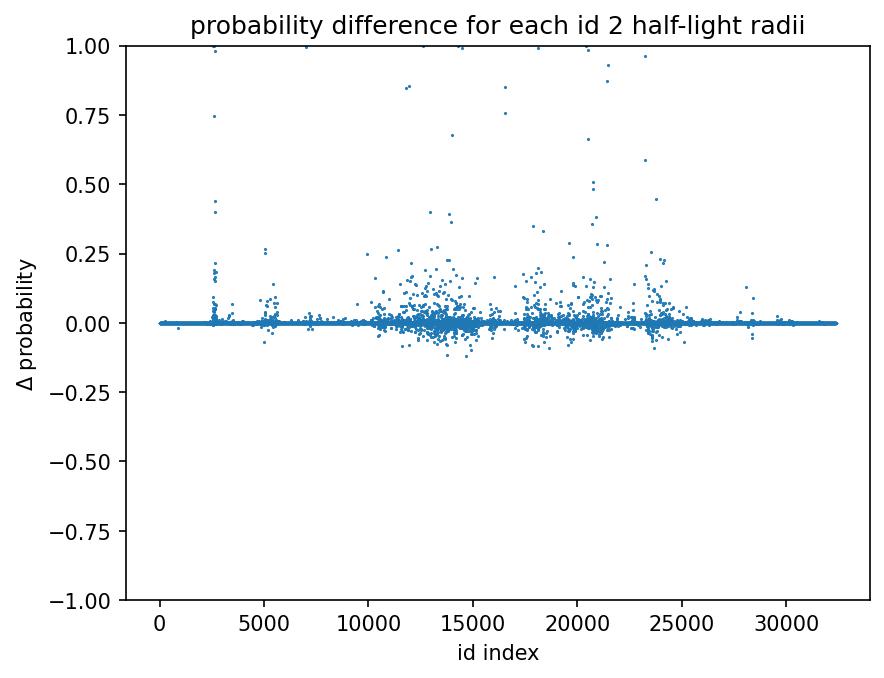 probability difference for each id 2 half-light radii
1.00
0.75
0.50
0.25
0.00
−0.25
−0.50
−0.75
−1.00
Δ probability
0 5000 10000 15000 20000 25000 30000
id index